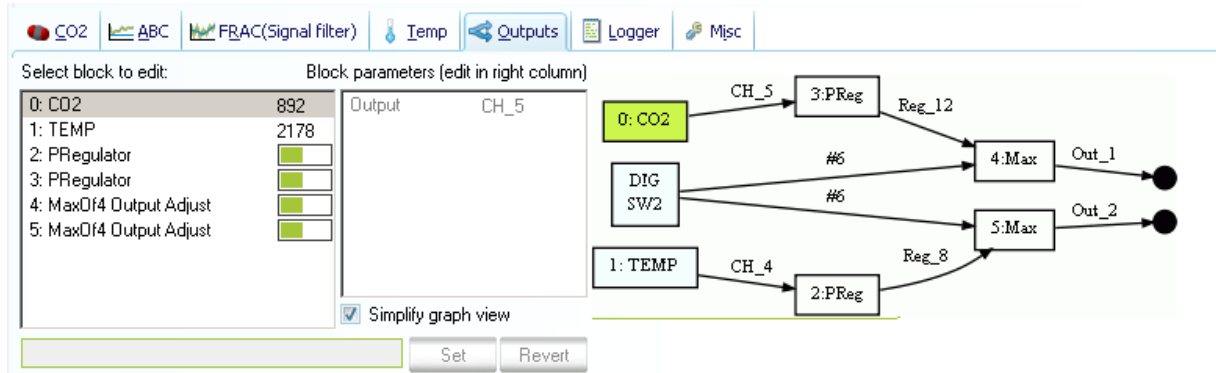 CO2 ABC FRAC(Signal filter) Temp Outputs Logger Misc
Select block to edit: Block parameters (edit in right column)
0: CO2 892
1: TEMP 2178
2: PRegulator
3: PRegulator
4: MaxOf4 Output Adjust
5: MaxOf4 Output Adjust
Output CH_5
Simplify graph view
Set Revert
0: CO2
CH_5
3:PReg
Reg_12
DIG
SW2
#6
#6
4:Max
Out_1
5:Max
Out_2
1: TEMP
CH_4
2:PReg
Reg_8